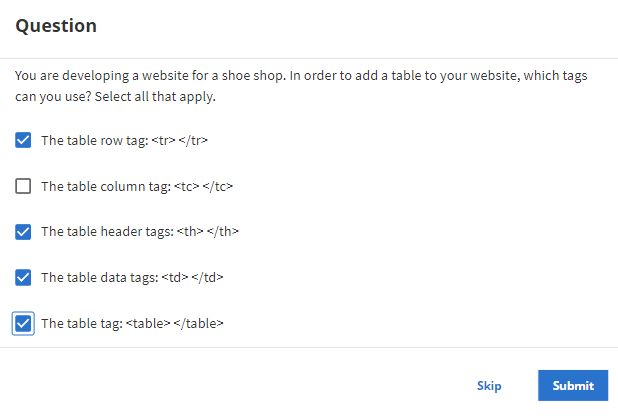 Question
You are developing a website for a shoe shop. In order to add a table to your website, which tags
can you use? Select all that apply.
The table row tag: <tr> </tr>
The table column tag: <tc> </tc>
The table header tags: <th> </th>
The table data tags: <td> </td>
The table tag: <table> </table>
Skip Submit